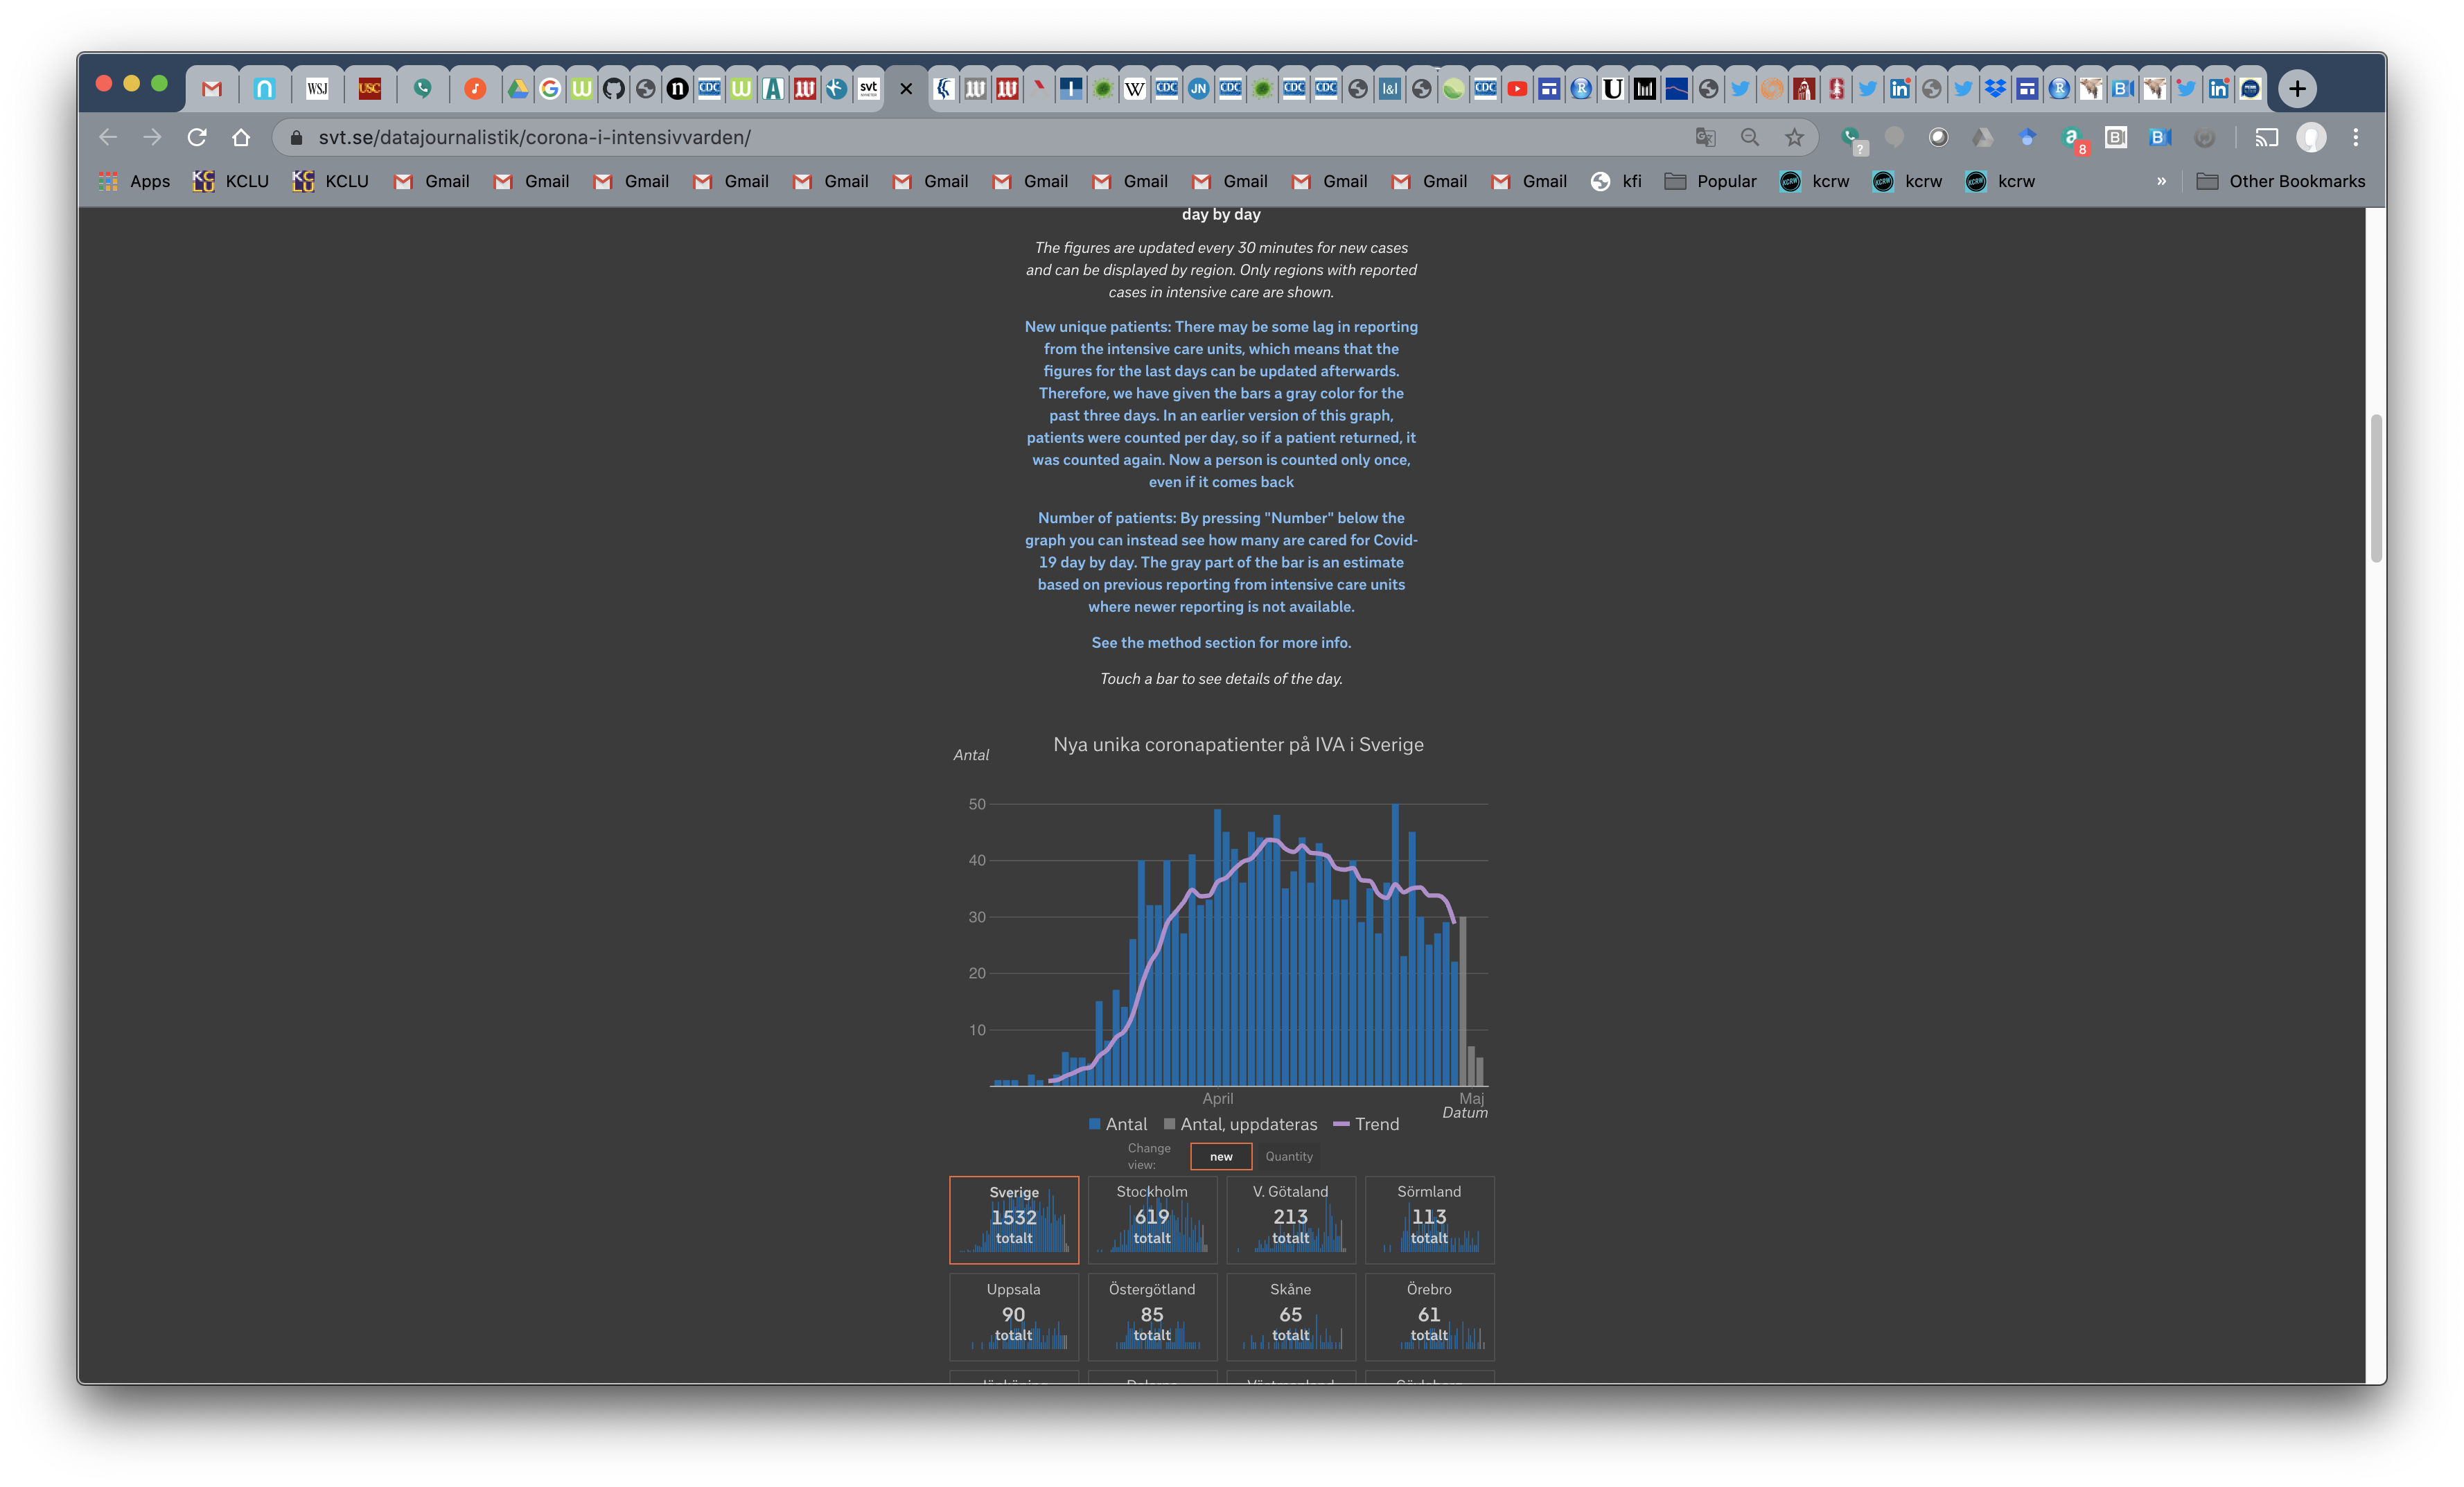 WSJ
USC
CDC
svt
W
CDC
JN
CDC
CDC
CDC
I&I
CDC
svt.se/datajournalistik/corona-i-intensivvarden/
8
Apps
KCLU
KCLU
Gmail
Gmail
Gmail
Gmail
Gmail
Gmail
Gmail
Gmail
Gmail
Gmail
Gmail
Gmail
kfi
Popular
kcrw
kcrw
kcrw
»
Other Bookmarks
day by day
The figures are updated every 30 minutes for new cases
and can be displayed by region. Only regions with reported
cases in intensive care are shown.
New unique patients: There may be some lag in reporting
from the intensive care units, which means that the
figures for the last days can be updated afterwards.
Therefore, we have given the bars a gray color for the
past three days. In an earlier version of this graph,
patients were counted per day, so if a patient returned, it
was counted again. Now a person is counted only once,
even if it comes back
Number of patients: By pressing "Number" below the
graph you can instead see how many are cared for Covid-
19 day by day. The gray part of the bar is an estimate
based on previous reporting from intensive care units
where newer reporting is not available.
See the method section for more info.
Touch a bar to see details of the day.
Nya unika coronapatienter på IVA i Sverige
Antal
50
40
30
20
10
April
Maj
Datum
Antal
Antal, uppdateras
Trend
Change
view:
new
Quantity
Sverige
1532
totalt
Stockholm
619
totalt
V. Götaland
213
totalt
Sörmland
113
totalt
Uppsala
90
totalt
Östergötland
85
totalt
Skåne
65
totalt
Örebro
61
totalt